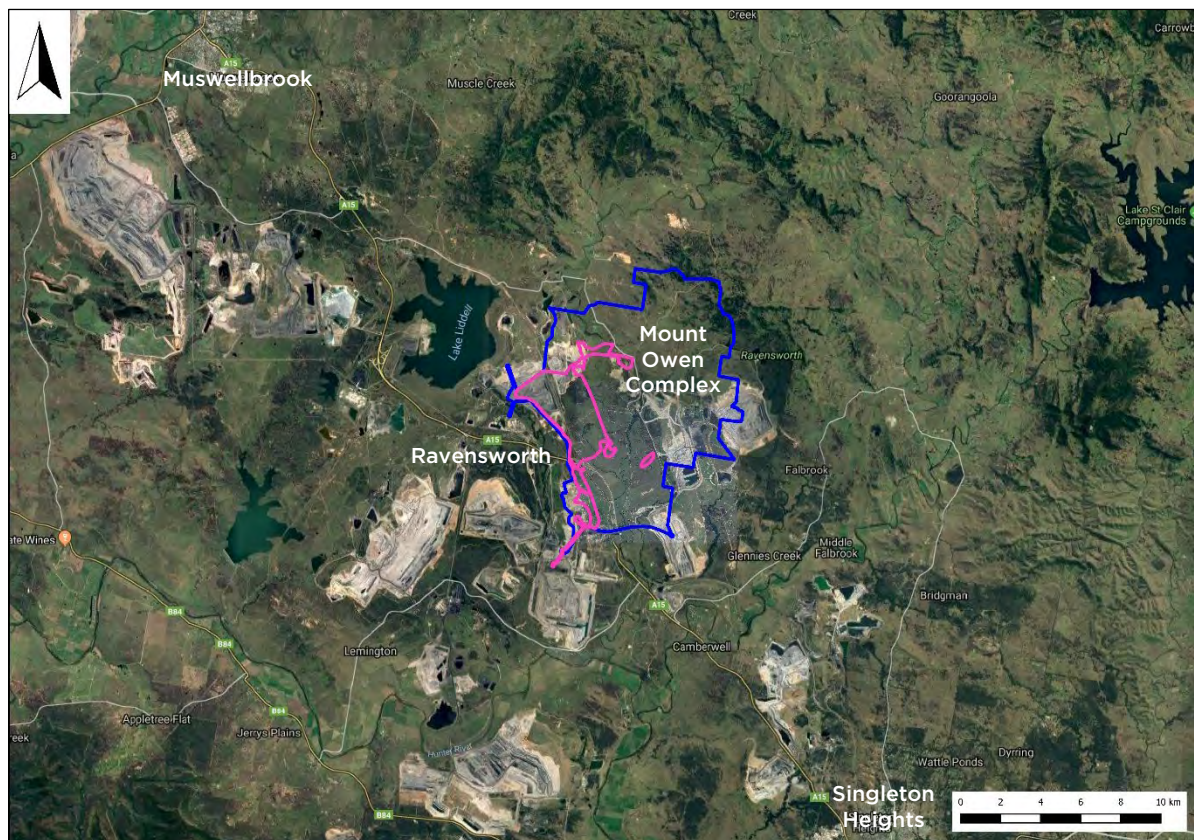 Creek
Carrowb
A15
Muswellbrook
Muscle Creek
Goorangoola
a
A15
Lake St Clair
Campgrounds
Lake Liddell
Mount
Owen
Complex
Ravensworth
A15
Ravensworth
Falbrook
ate Wines
Glennies Creek
Middle
Falbrook
Bridgman
B84
A15
B84
Lemington
Camberwell
B84
Appletree Flat
Jerrys Plains
reek
Hunter River
Dyrring
Wattle Ponds
Singleton
Heights
A15
B84
0 2 4 6 8 10 km